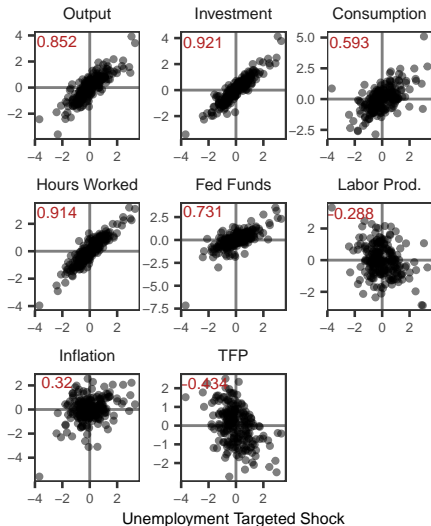 Output Investment Consumption
4 0.852 4 0.921 5.0 0.593
2 2 2.5
0 0 0.0
−2 −2 −2.5
−4 −2 0 2 −4 −2 0 2 −4 −2 0 2
Hours Worked Fed Funds Labor Prod.
0.914 0.731 −0.288
2 2.5 2
0 0.0 0
−2 −2.5 −2
−4 −5.0
−7.5
−4 −2 0 2 −4 −2 0 2 −4 −2 0 2
Inflation TFP
0.32 −0.434
2 2
0 1
−2 0
−4 −1
−2
−4 −2 0 2 −4 −2 0 2
Unemployment Targeted Shock